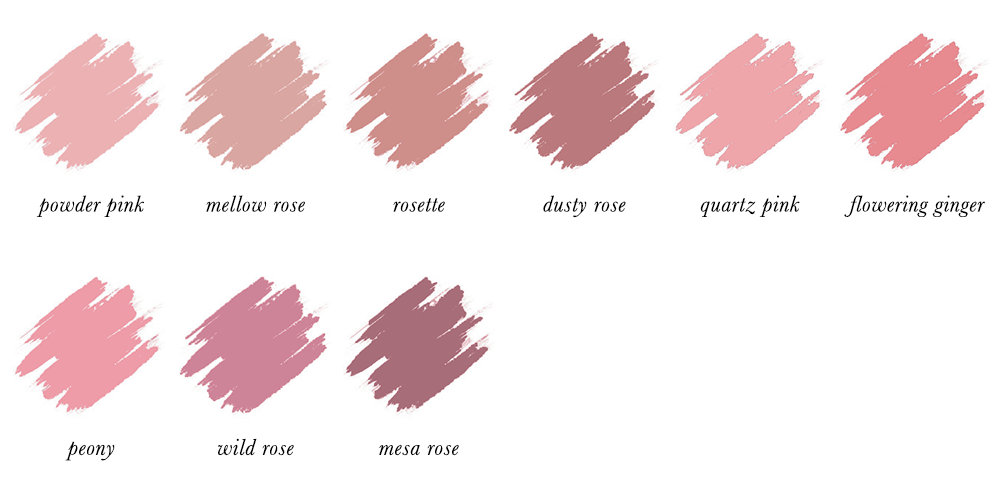 powder pink
mellow rose
rosette
dusty rose
quartz pink
flowering ginger
peony
wild rose
mesa rose